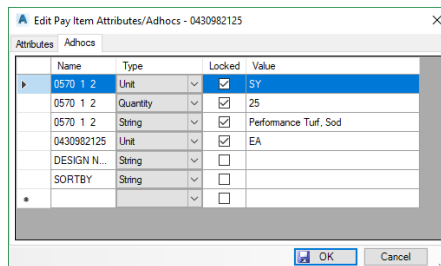 Edit Pay Item Attributes/Adhocs - 0430982125
Attributes Adhocs
Name Type Locked Value
0570 1 2 Unit SY
0570 1 2 Quantity 25
0570 1 2 String Performance Turf, Sod
0430982125 Unit EA
DESIGN N... String
SORTBY String
OK Cancel